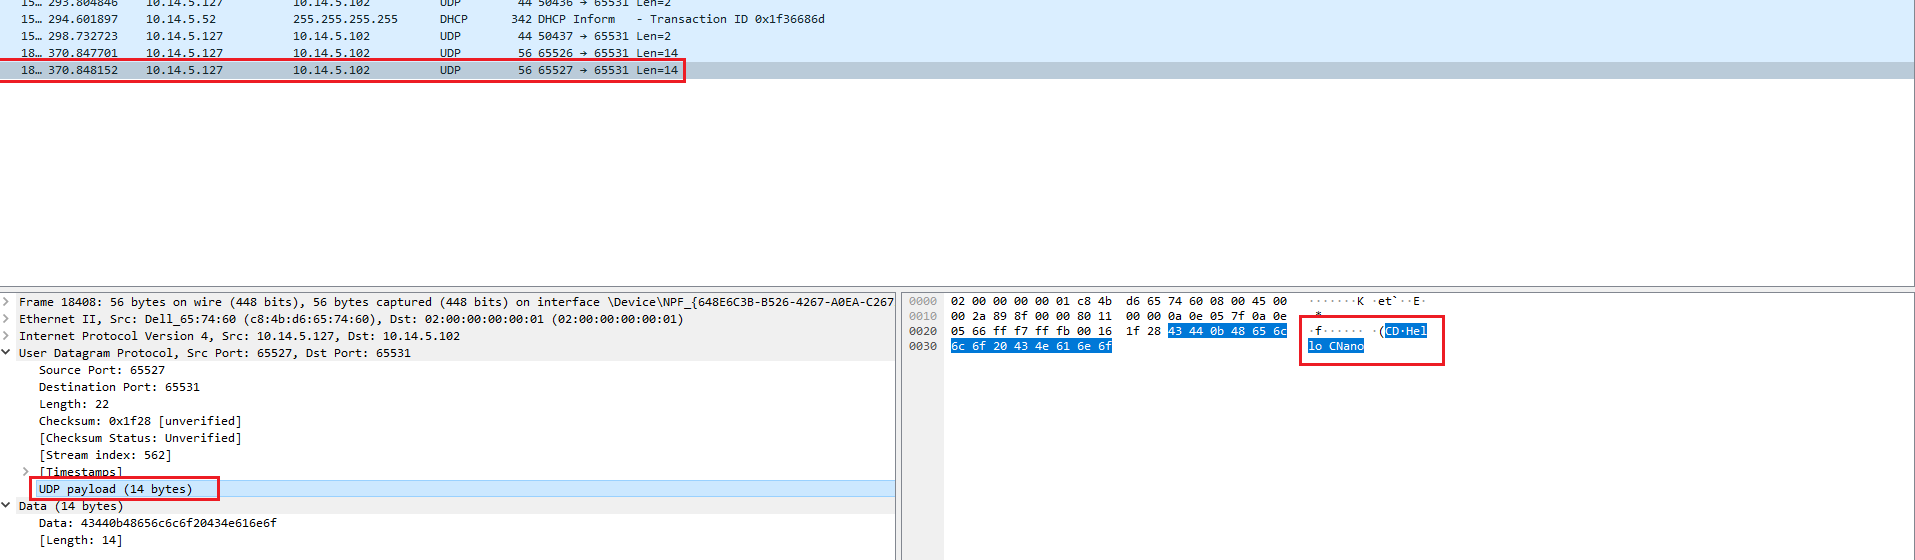 15… 293.804846 10.14.5.127 10.14.5.102 UDP 44 50436 → 65531 Len=2
15… 294.601897 10.14.5.52 255.255.255.255 DHCP 342 DHCP Inform - Transaction ID 0x1f36686d
15… 298.732723 10.14.5.127 10.14.5.102 UDP 44 50437 → 65531 Len=2
18… 370.847701 10.14.5.127 10.14.5.102 UDP 56 65526 → 65531 Len=14
18… 370.848152 10.14.5.127 10.14.5.102 UDP 56 65527 → 65531 Len=14
Frame 18408: 56 bytes on wire (448 bits), 56 bytes captured (448 bits) on interface \Device\NPF_{648E6C3B-B526-4267-A0EA-C267
Ethernet II, Src: Dell_65:74:60 (c8:4b:d6:65:74:60), Dst: 02:00:00:00:00:01 (02:00:00:00:00:01)
Internet Protocol Version 4, Src: 10.14.5.127, Dst: 10.14.5.102
User Datagram Protocol, Src Port: 65527, Dst Port: 65531
Source Port: 65527
Destination Port: 65531
Length: 22
Checksum: 0x1f28 [unverified]
[Checksum Status: Unverified]
[Stream index: 562]
[Timestamps]
UDP payload (14 bytes)
Data (14 bytes)
Data: 43440b48656c6c6f20434e616e6f
[Length: 14]
0000 02 00 00 00 00 01 c8 4b d6 65 74 60 08 00 45 00 ·······K ·et`··E·
0010 00 2a 89 8f 00 00 80 11 00 00 0a 0e 05 7f 0a 0e ·*
0020 05 66 ff f7 ff fb 00 16 1f 28 43 44 0b 48 65 6c ·f······ ·(CD·Hel
0030 6c 6f 20 43 4e 61 6e 6f lo CNano